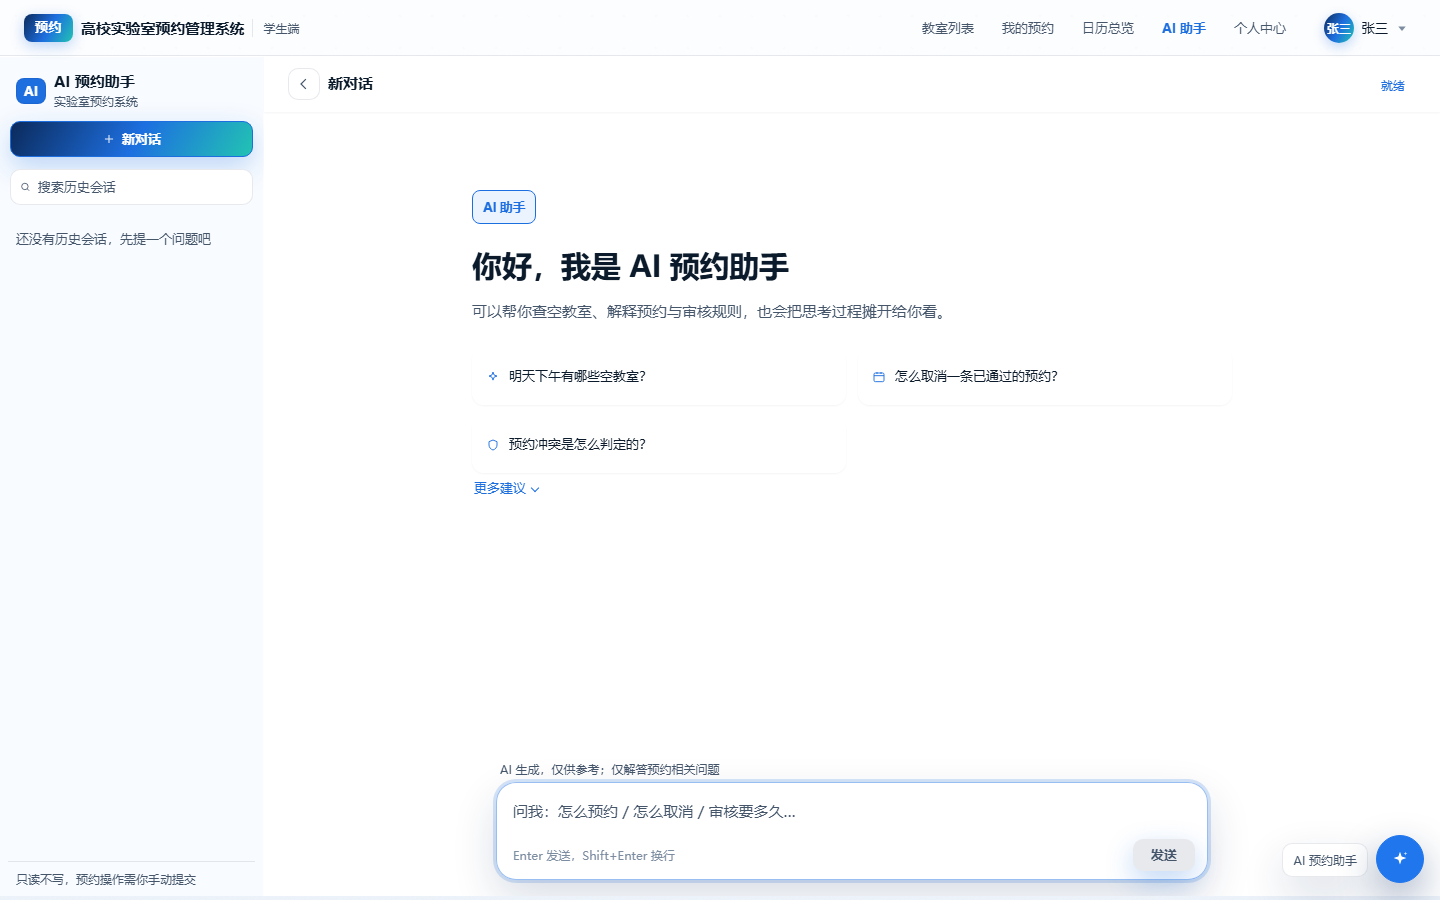 预约 高校实验室预约管理系统 学生端 教室列表 我的预约 日历总览 AI 助手 个人中心 张三 张三
AI AI 预约助手
实验室预约系统
+ 新对话
搜索历史会话
还没有历史会话，先提一个问题吧
只读不写，预约操作需你手动提交
新对话 就绪
AI 助手
你好，我是 AI 预约助手
可以帮你查空教室、解释预约与审核规则，也会把思考过程摊开给你看。
明天下午有哪些空教室？ 怎么取消一条已通过的预约？
预约冲突是怎么判定的？
更多建议
AI 生成，仅供参考；仅解答预约相关问题
问我：怎么预约 / 怎么取消 / 审核要多久...
Enter 发送，Shift+Enter 换行 发送
AI 预约助手